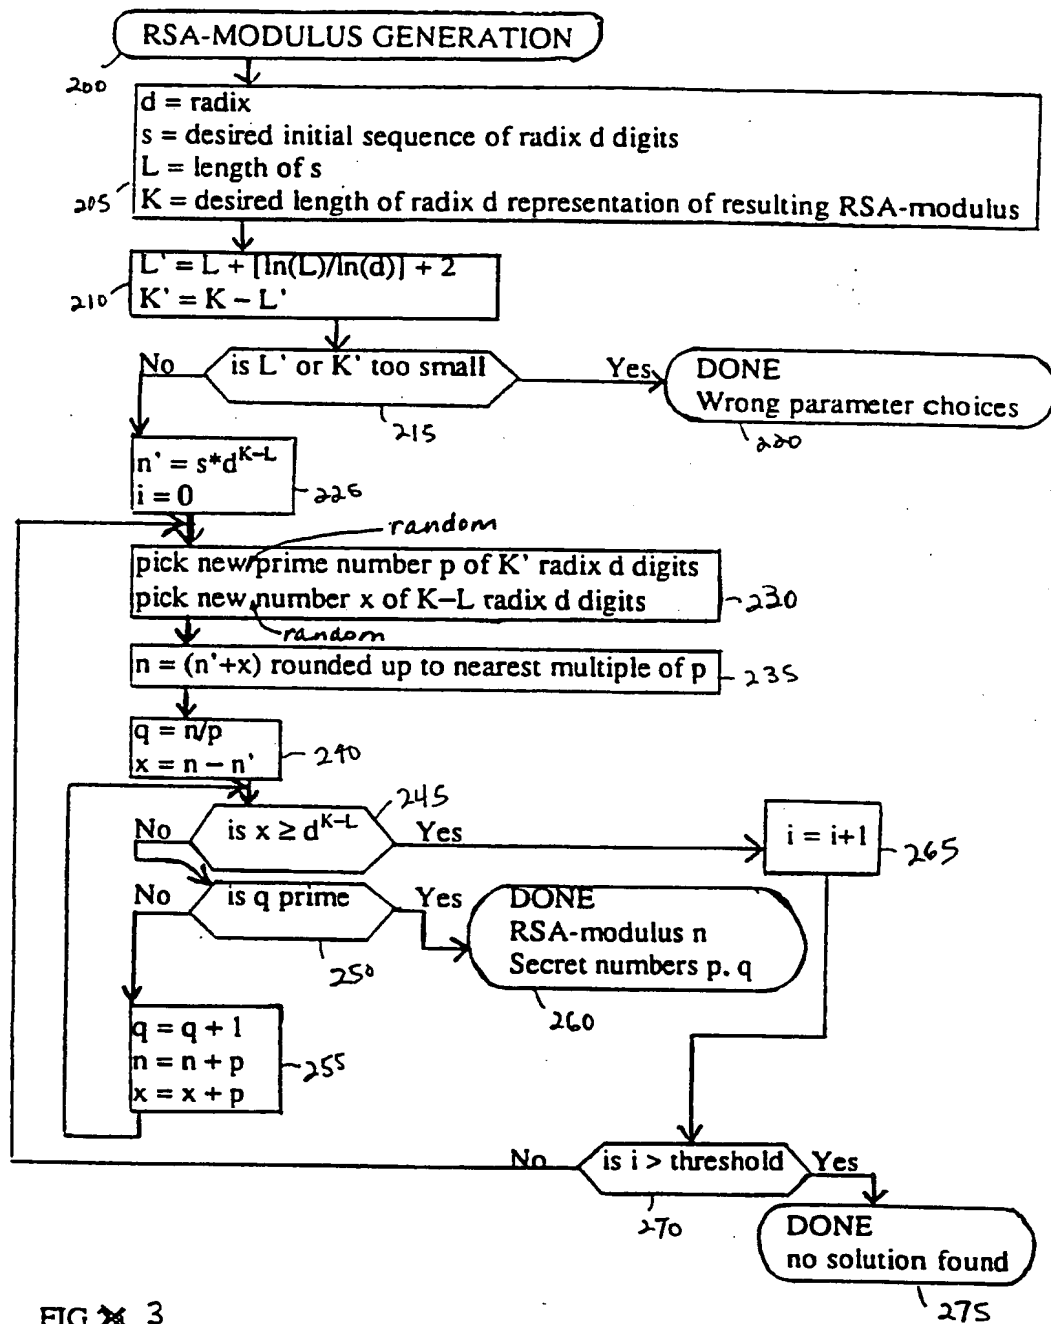 RSA-MODULUS GENERATION
200
d = radix
s = desired initial sequence of radix d digits
L = length of s
K = desired length of radix d representation of resulting RSA-modulus
205
L' = L + ⌈ln(L)/ln(d)⌉ + 2
K' = K – L'
210
No
is L' or K' too small
Yes
215
DONE
Wrong parameter choices
220
n' = s*d^{K–L}
i = 0
225
random
pick new prime number p of K' radix d digits
pick new number x of K–L radix d digits
230
random
n = (n'+x) rounded up to nearest multiple of p
235
q = n/p
x = n – n'
240
245
No
is x ≥ d^{K–L}
Yes
i = i+1
265
No
is q prime
Yes
250
DONE
RSA-modulus n
Secret numbers p. q
260
q = q + 1
n = n + p
x = x + p
255
No
is i > threshold
Yes
270
DONE
no solution found
275
FIG 3